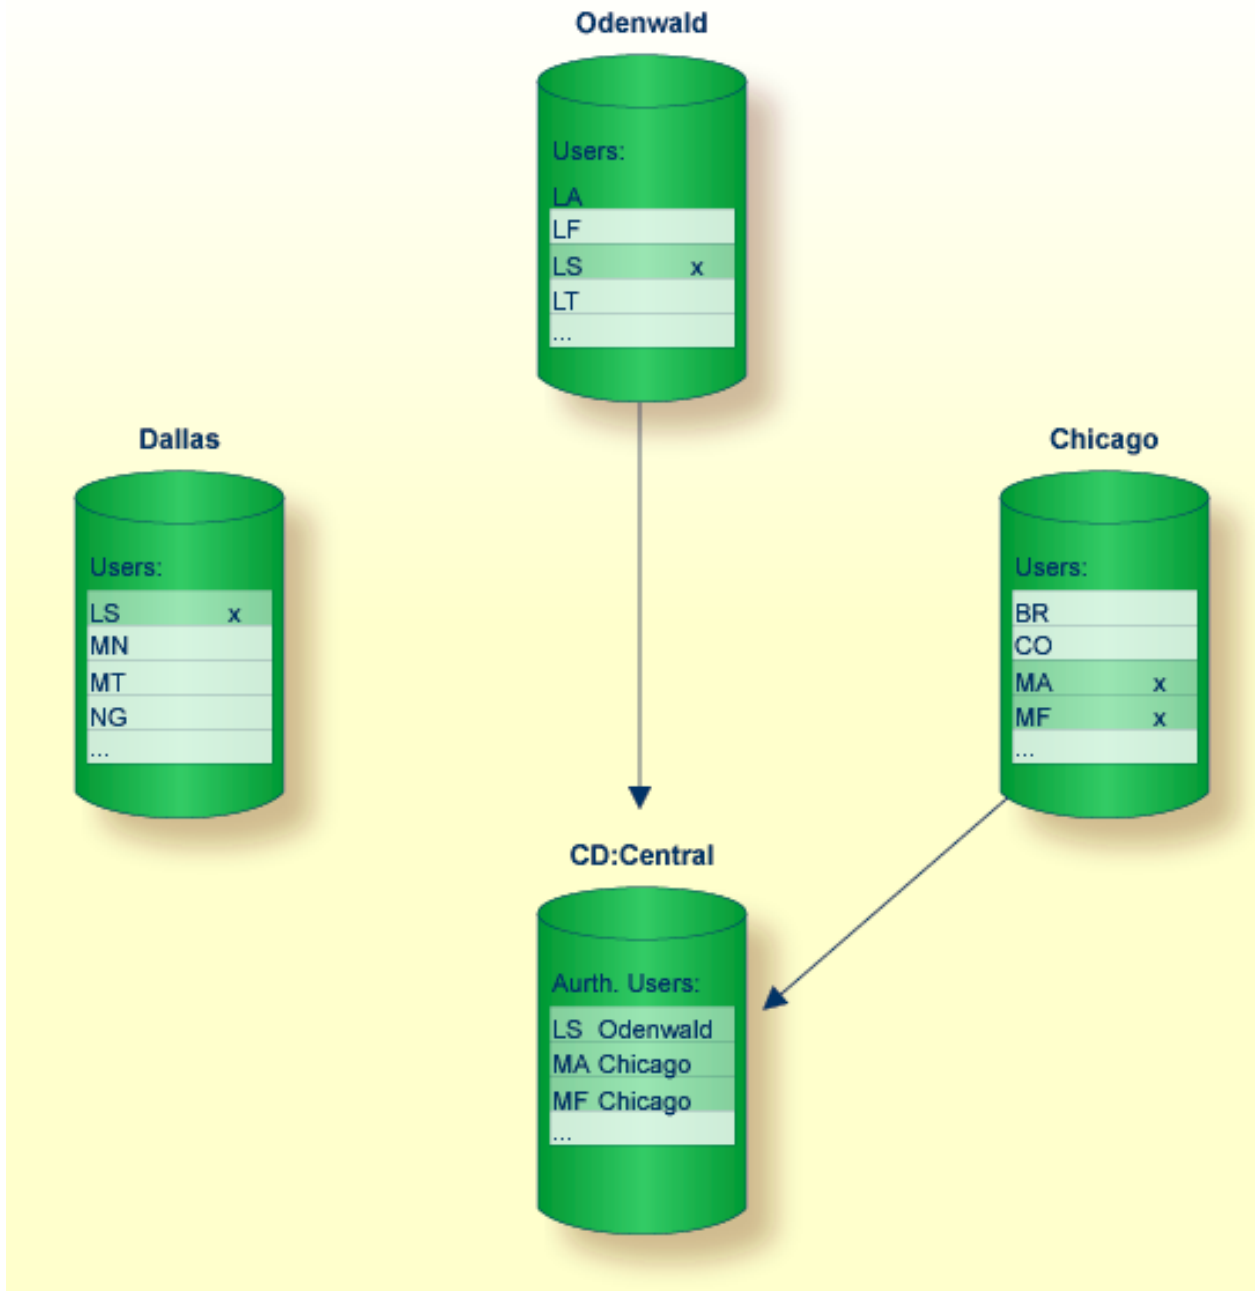 Odenwald
Users:
LA
LF
LS x
LT
...
Dallas
Users:
LS x
MN
MT
NG
...
Chicago
Users:
BR
CO
MA x
MF x
...
CD:Central
Aurth. Users:
LS Odenwald
MA Chicago
MF Chicago
...